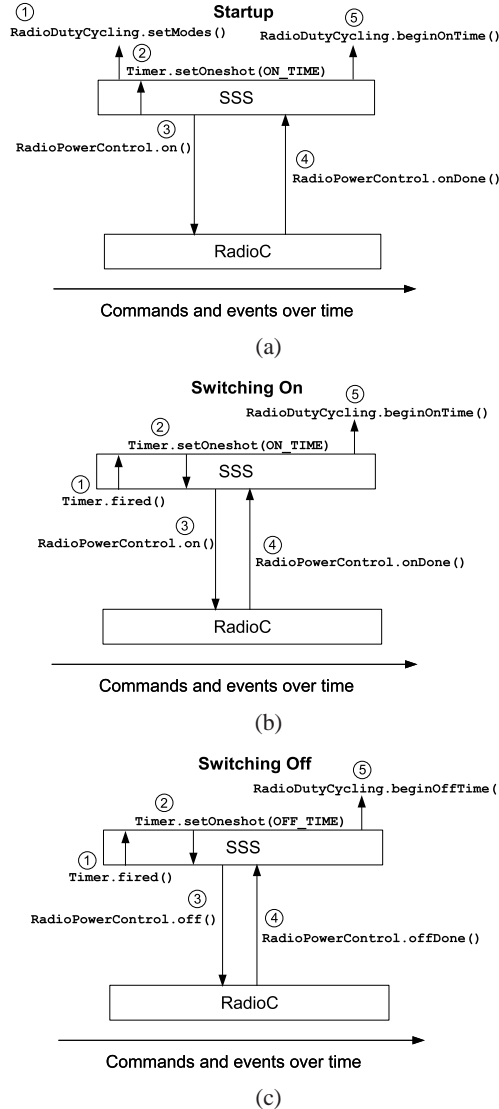 Startup
1
RadioDutyCycling.setModes()
5
RadioDutyCycling.beginOnTime()
2
Timer.setOneshot(ON_TIME)
SSS
3
RadioPowerControl.on()
4
RadioPowerControl.onDone()
RadioC
Commands and events over time
(a)
Switching On
5
RadioDutyCycling.beginOnTime()
2
Timer.setOneshot(ON_TIME)
SSS
1
Timer.fired()
3
RadioPowerControl.on()
4
RadioPowerControl.onDone()
RadioC
Commands and events over time
(b)
Switching Off
5
RadioDutyCycling.beginOffTime(
2
Timer.setOneshot(OFF_TIME)
SSS
1
Timer.fired()
3
RadioPowerControl.off()
4
RadioPowerControl.offDone()
RadioC
Commands and events over time
(c)